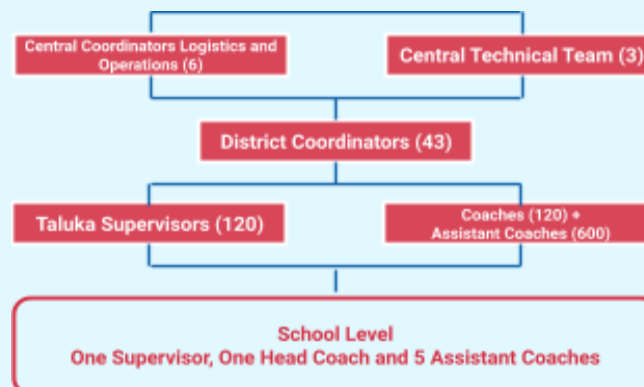 Central Coordinators Logistics and
Operations (6)
Central Technical Team (3)
District Coordinators (43)
Taluka Supervisors (120)
Coaches (120) +
Assistant Coaches (600)
School Level
One Supervisor, One Head Coach and 5 Assistant Coaches